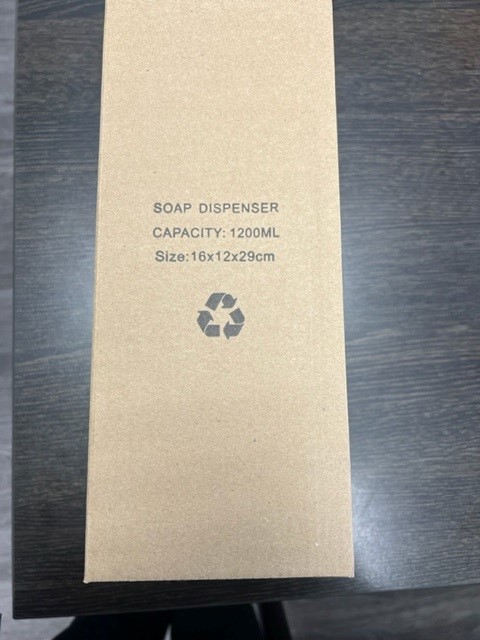 SOAP DISPENSER
CAPACITY: 1200ML
Size:16x12x29cm